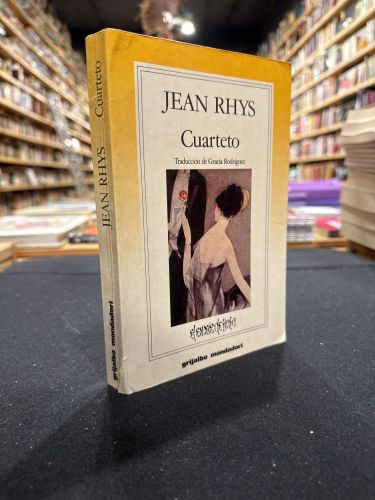 JEAN RHYS
Cuarteto
Traducción de Gracia Rodríguez
el espejo de tinta
grijalbo mondadori
JEAN RHYS Cuarteto
grijalbo mondadori